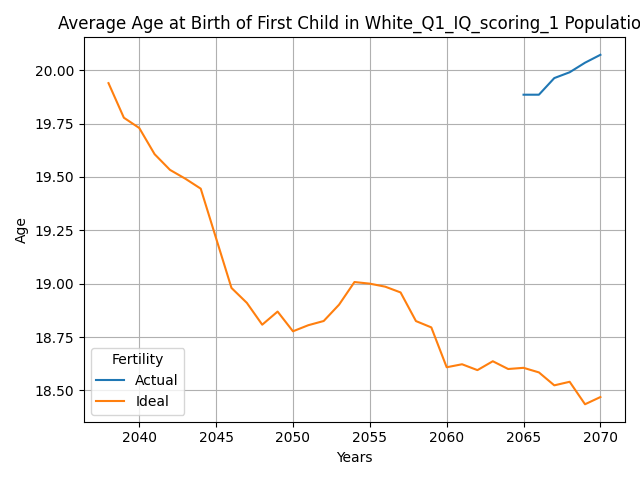 Average Age at Birth of First Child in White_Q1_IQ_scoring_1 Populatio
20.00
19.75
19.50
19.25
19.00
18.75
18.50
Age
Fertility
Actual
Ideal
2040 2045 2050 2055 2060 2065 2070
Years